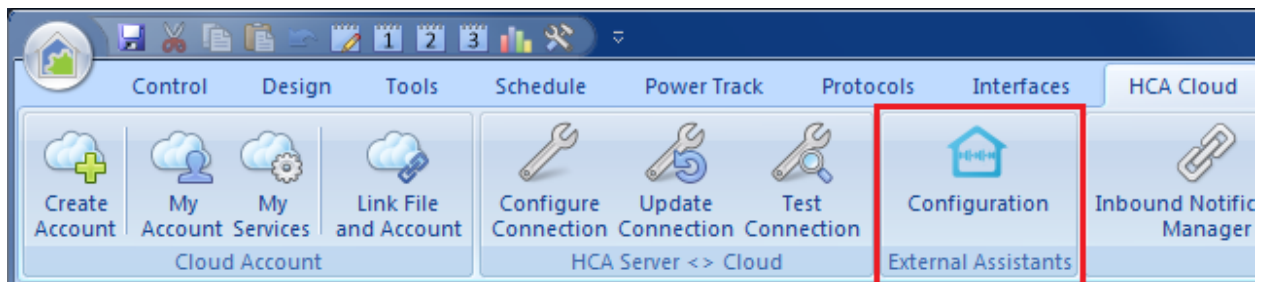 1 2 3
Control Design Tools Schedule Power Track Protocols Interfaces HCA Cloud
Create Account
My Account
My Services
Link File and Account
Cloud Account
Configure Connection
Update Connection
Test Connection
HCA Server <> Cloud
Configuration
External Assistants
Inbound Notific
Manager